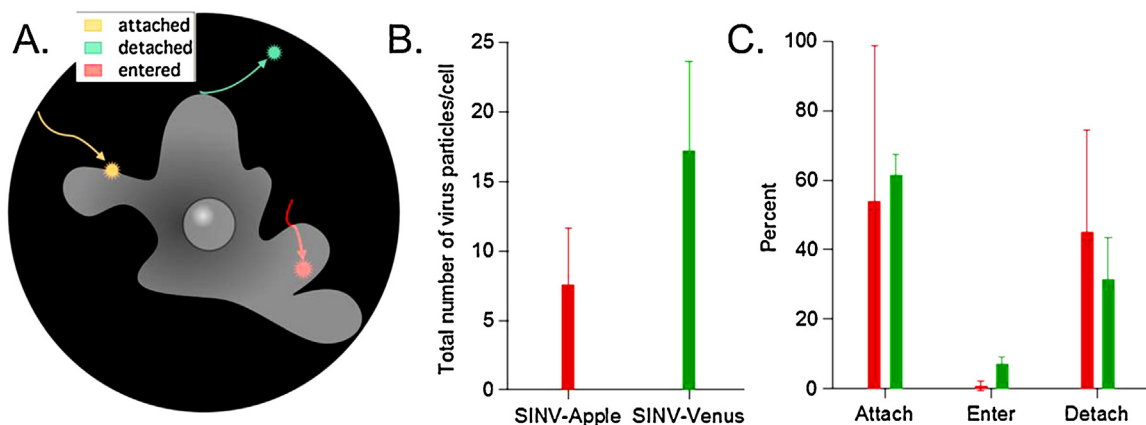 A.
attached
detached
entered
B.
Total number of virus particles/cell
25
20
15
10
5
0
SINV-Apple SINV-Venus
C.
Percent
100
80
60
40
20
0
Attach Enter Detach